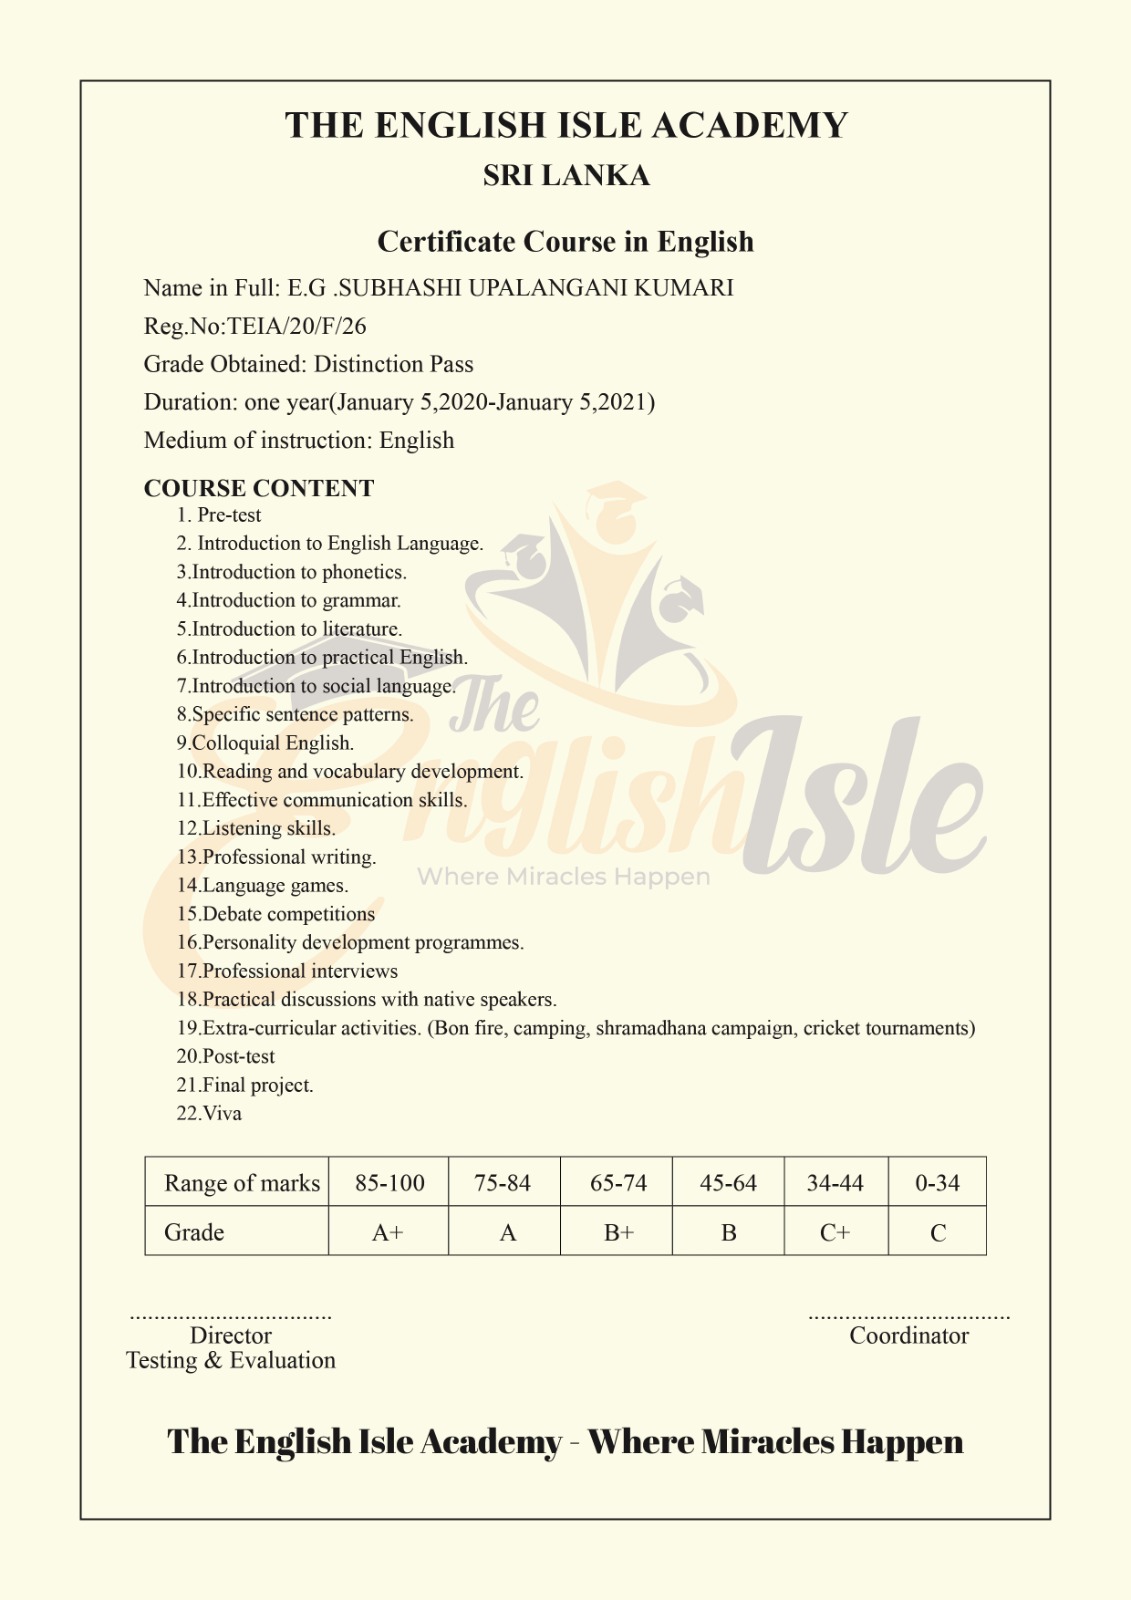 THE ENGLISH ISLE ACADEMY
SRI LANKA
Certificate Course in English
Name in Full: E.G .SUBHASHI UPALANGANI KUMARI
Reg.No:TEIA/20/F/26
Grade Obtained: Distinction Pass
Duration: one year(January 5,2020-January 5,2021)
Medium of instruction: English
COURSE CONTENT
1. Pre-test
2. Introduction to English Language.
3.Introduction to phonetics.
4.Introduction to grammar.
5.Introduction to literature.
6.Introduction to practical English.
7.Introduction to social language.
8.Specific sentence patterns.
9.Colloquial English.
10.Reading and vocabulary development.
11.Effective communication skills.
12.Listening skills.
13.Professional writing.
14.Language games.
15.Debate competitions
16.Personality development programmes.
17.Professional interviews
18.Practical discussions with native speakers.
19.Extra-curricular activities. (Bon fire, camping, shramadhana campaign, cricket tournaments)
20.Post-test
21.Final project.
22.Viva
The
English Isle
Where Miracles Happen
Range of marks 85-100 75-84 65-74 45-64 34-44 0-34
Grade A+ A B+ B C+ C
................................. .................................
Director Coordinator
Testing & Evaluation
The English Isle Academy - Where Miracles Happen